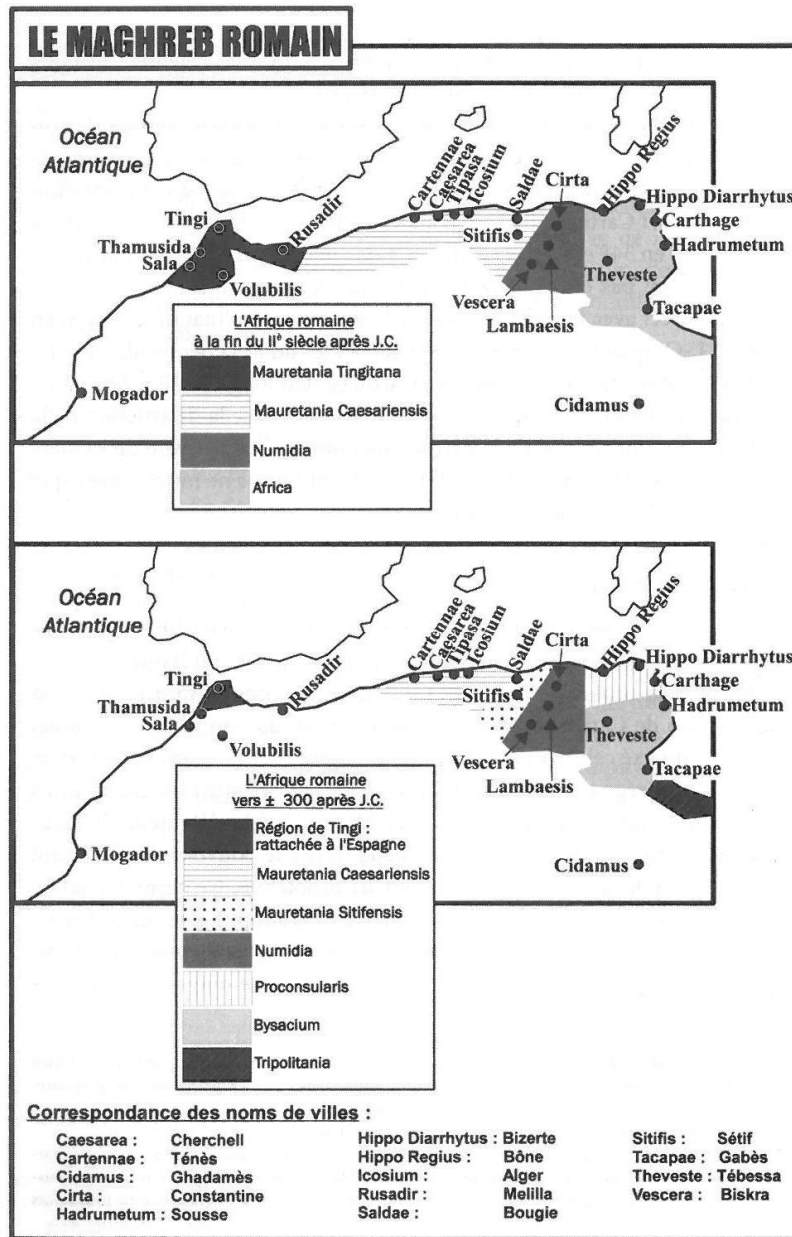 LE MAGHREB ROMAIN
Océan
Atlantique
Tingi
Rusadir
Thamusida
Sala
Volubilis
Mogador
Cartennae
Caesarea
Tipasa
Icosium
Saldae
Sitifis
Cirta
Hippo Regius
Hippo Diarrhytus
Carthage
Hadrumetum
Theveste
Vescera
Lambaesis
Tacapae
Cidamus
L'Afrique romaine
à la fin du IIè siècle après J.C.
Mauretania Tingitana
Mauretania Caesariensis
Numidia
Africa
Océan
Atlantique
Tingi
Rusadir
Thamusida
Sala
Volubilis
Mogador
Cartennae
Caesarea
Tipasa
Icosium
Saldae
Sitifis
Cirta
Hippo Regius
Hippo Diarrhytus
Carthage
Hadrumetum
Theveste
Vescera
Lambaesis
Tacapae
Cidamus
L'Afrique romaine
vers ± 300 après J.C.
Région de Tingi :
rattachée à l'Espagne
Mauretania Caesariensis
Mauretania Sitifensis
Numidia
Proconsularis
Bysacium
Tripolitania
Correspondance des noms de villes :
Caesarea : Cherchell
Cartennae : Ténès
Cidamus : Ghadamès
Cirta : Constantine
Hadrumetum : Sousse
Hippo Diarrhytus : Bizerte
Hippo Regius : Bône
Icosium : Alger
Rusadir : Melilla
Saldae : Bougie
Sitifis : Sétif
Tacapae : Gabès
Theveste : Tébessa
Vescera : Biskra